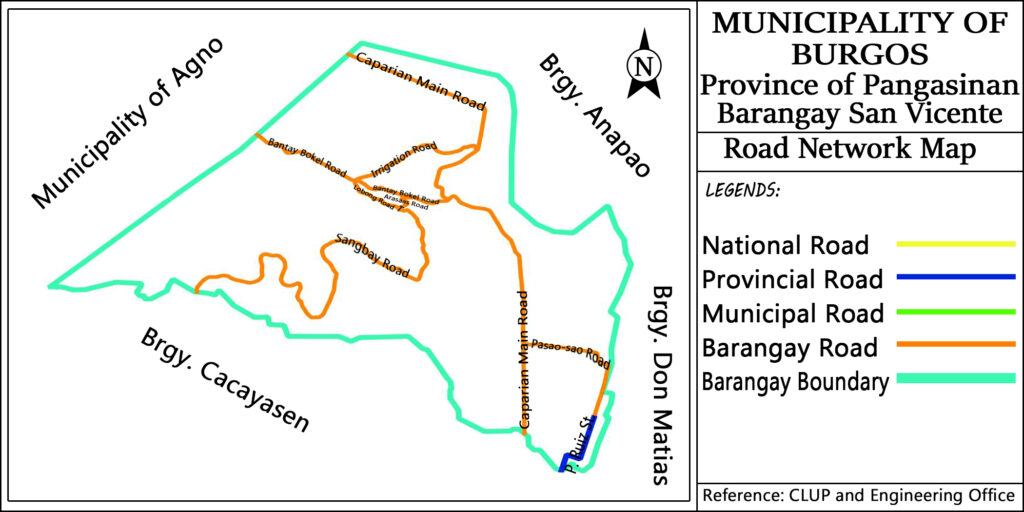 MUNICIPALITY OF
BURGOS
Province of Pangasinan
Barangay San Vicente
Road Network Map
LEGENDS:
National Road
Provincial Road
Municipal Road
Barangay Road
Barangay Boundary
Reference: CLUP and Engineering Office
N
Municipality of Agno
Brgy. Anapao
Brgy. Don Matias
Brgy. Cacayasen
Caparian Main Road
Bantay Bokel Road
Irrigation Road
Bantay Bokel Road
Arasaas Road
Lobong Road
Sangbay Road
Caparian Main Road
Pasao-sao Road
P. Ruiz St